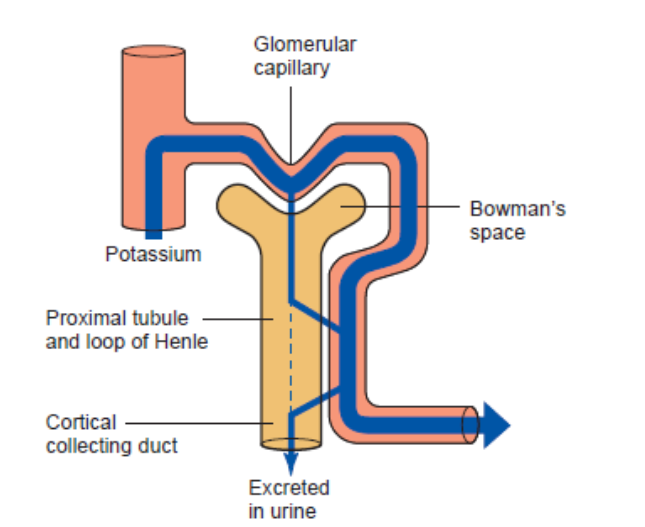 Glomerular
capillary
Bowman's
space
Potassium
Proximal tubule
and loop of Henle
Cortical
collecting duct
Excreted
in urine